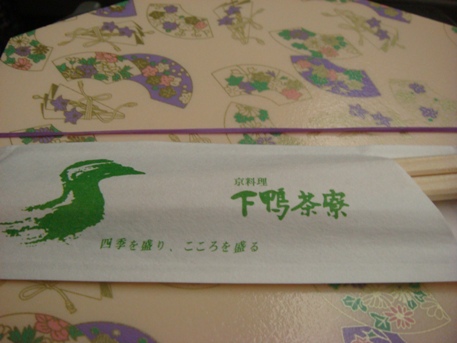 京料理
下鴨茶寮
四季を盛り、こころを盛る